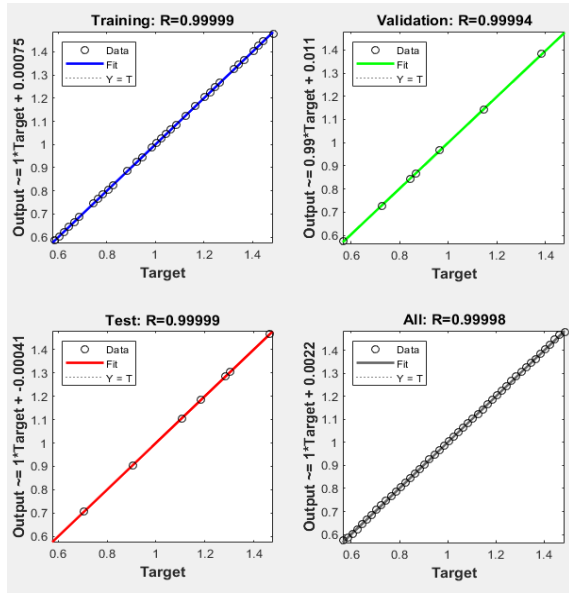 Training: R=0.99999
Output ~= 1*Target + 0.00075
1.4
1.3
1.2
1.1
1
0.9
0.8
0.7
0.6
Data
Fit
Y = T
0.6 0.8 1 1.2 1.4
Target
Validation: R=0.99994
Output ~= 0.99*Target + 0.011
1.4
1.3
1.2
1.1
1
0.9
0.8
0.7
0.6
Data
Fit
Y = T
0.6 0.8 1 1.2 1.4
Target
Test: R=0.99999
Output ~= 1*Target + -0.00041
1.4
1.3
1.2
1.1
1
0.9
0.8
0.7
0.6
Data
Fit
Y = T
0.6 0.8 1 1.2 1.4
Target
All: R=0.99998
Output ~= 1*Target + 0.0022
1.4
1.3
1.2
1.1
1
0.9
0.8
0.7
0.6
Data
Fit
Y = T
0.6 0.8 1 1.2 1.4
Target